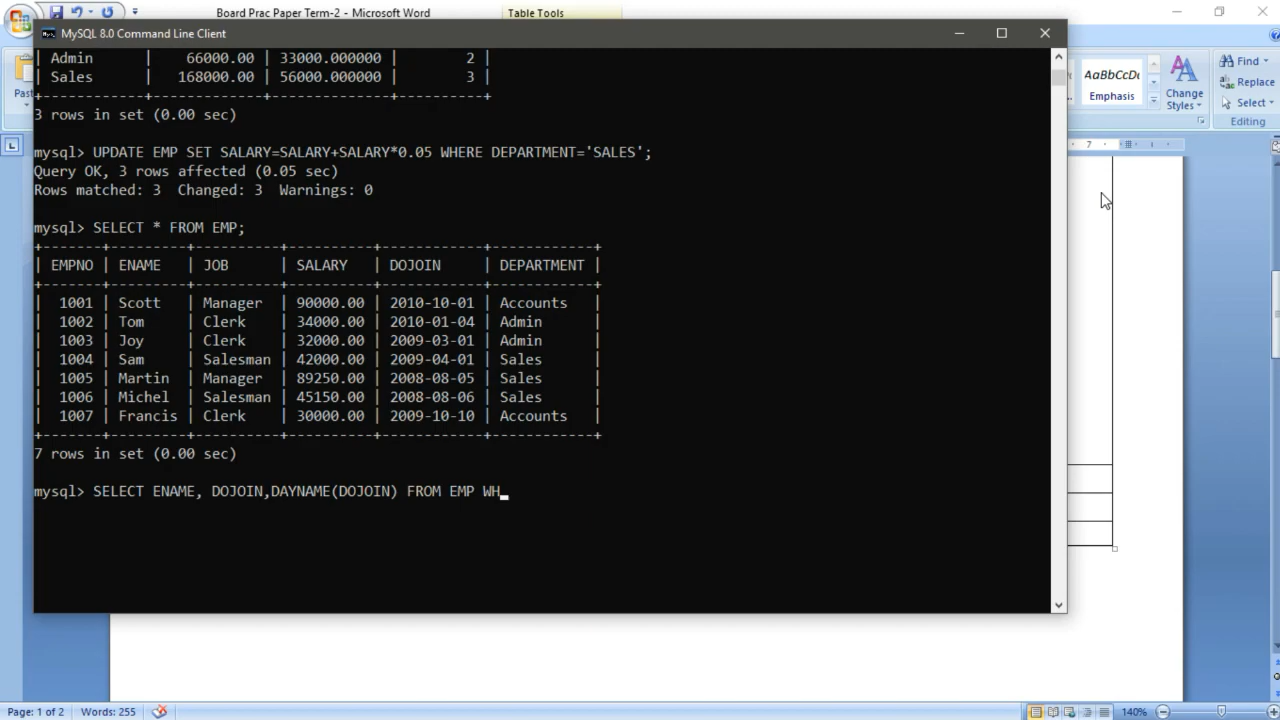 Board Prac Paper Term-2 - Microsoft Word
Table Tools
MySQL 8.0 Command Line Client
| Admin      |    66000.00 | 33000.000000 |        2 |
| Sales      |   168000.00 | 56000.000000 |        3 |
+------------+-------------+--------------+----------+
3 rows in set (0.00 sec)
mysql> UPDATE EMP SET SALARY=SALARY+SALARY*0.05 WHERE DEPARTMENT='SALES';
Query OK, 3 rows affected (0.05 sec)
Rows matched: 3  Changed: 3  Warnings: 0
mysql> SELECT * FROM EMP;
+-------+---------+----------+----------+------------+------------+
| EMPNO | ENAME   | JOB      | SALARY   | DOJOIN     | DEPARTMENT |
+-------+---------+----------+----------+------------+------------+
|  1001 | Scott   | Manager  | 90000.00 | 2010-10-01 | Accounts   |
|  1002 | Tom     | Clerk    | 34000.00 | 2010-01-04 | Admin      |
|  1003 | Joy     | Clerk    | 32000.00 | 2009-03-01 | Admin      |
|  1004 | Sam     | Salesman | 42000.00 | 2009-04-01 | Sales      |
|  1005 | Martin  | Manager  | 89250.00 | 2008-08-05 | Sales      |
|  1006 | Michel  | Salesman | 45150.00 | 2008-08-06 | Sales      |
|  1007 | Francis | Clerk    | 30000.00 | 2009-10-10 | Accounts   |
+-------+---------+----------+----------+------------+------------+
7 rows in set (0.00 sec)
mysql> SELECT ENAME, DOJOIN,DAYNAME(DOJOIN) FROM EMP WH_
Past
AaBbCcDc
Emphasis
Change
Styles
Find
Replace
Select
Editing
7
Page: 1 of 2
Words: 255
140%